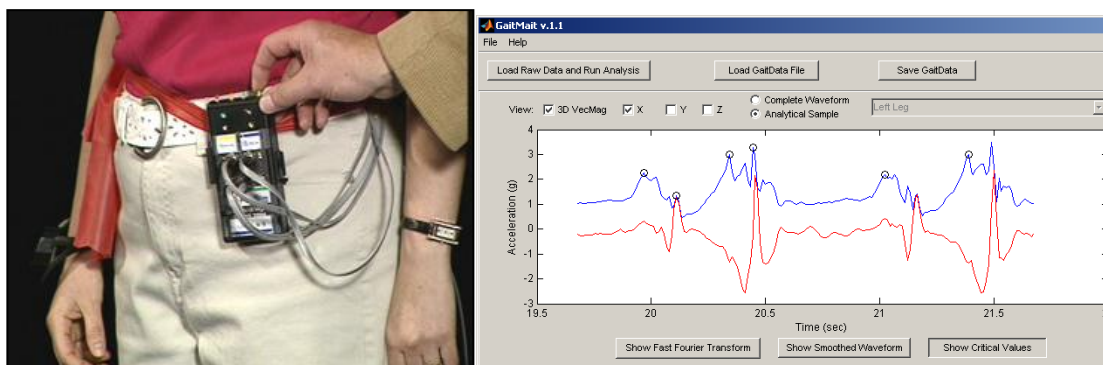 GaitMait v.1.1
File Help
Load Raw Data and Run Analysis Load GaitData File Save GaitData
View: 3D VecMag X Y Z Complete Waveform
Analytical Sample
Left Leg
Acceleration (g)
4
3
2
1
0
-1
-2
-3
19.5 20 20.5 21 21.5
Time (sec)
Show Fast Fourier Transform Show Smoothed Waveform Show Critical Values